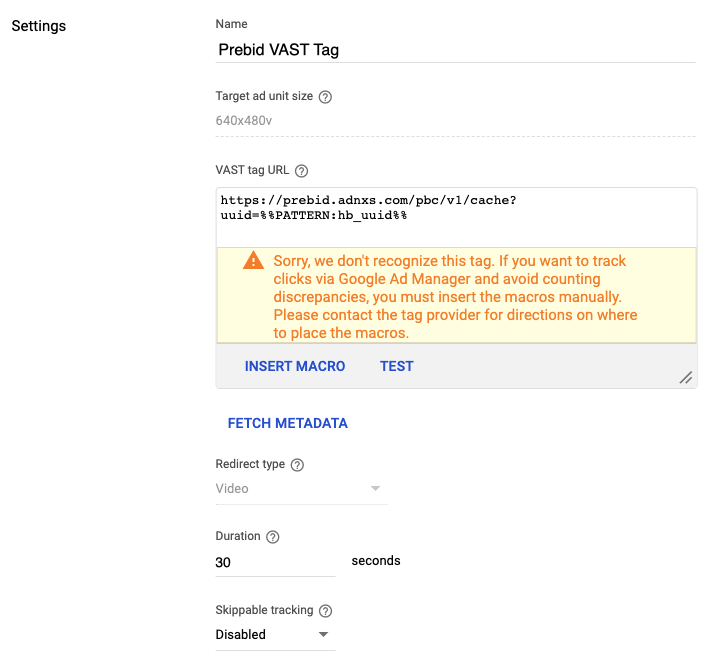 Settings
Name
Prebid VAST Tag
Target ad unit size
640x480v
VAST tag URL
https://prebid.adnxs.com/pbc/v1/cache?
uuid=%%PATTERN:hb_uuid%%
Sorry, we don't recognize this tag. If you want to track
clicks via Google Ad Manager and avoid counting
discrepancies, you must insert the macros manually.
Please contact the tag provider for directions on where
to place the macros.
INSERT MACRO TEST
FETCH METADATA
Redirect type
Video
Duration
30 seconds
Skippable tracking
Disabled